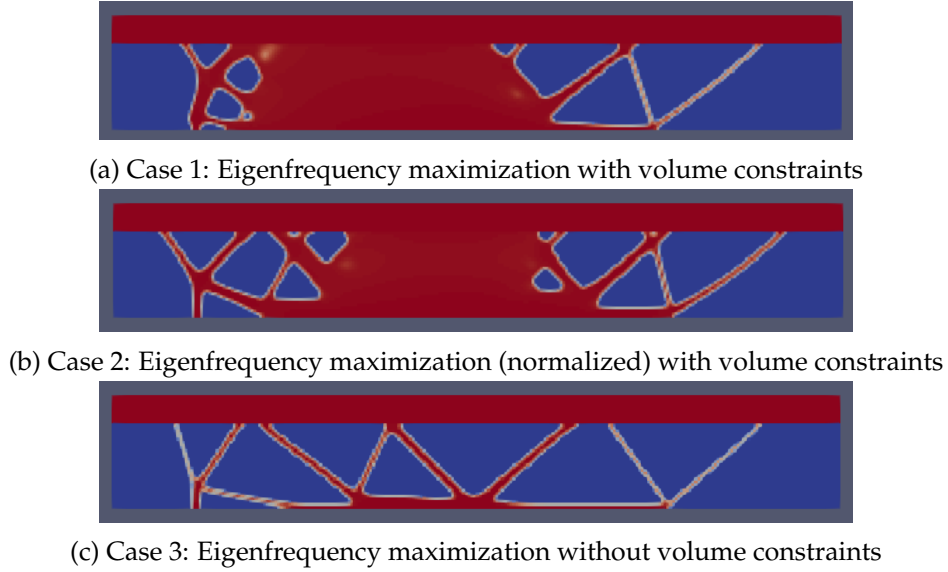 (a) Case 1: Eigenfrequency maximization with volume constraints
(b) Case 2: Eigenfrequency maximization (normalized) with volume constraints
(c) Case 3: Eigenfrequency maximization without volume constraints